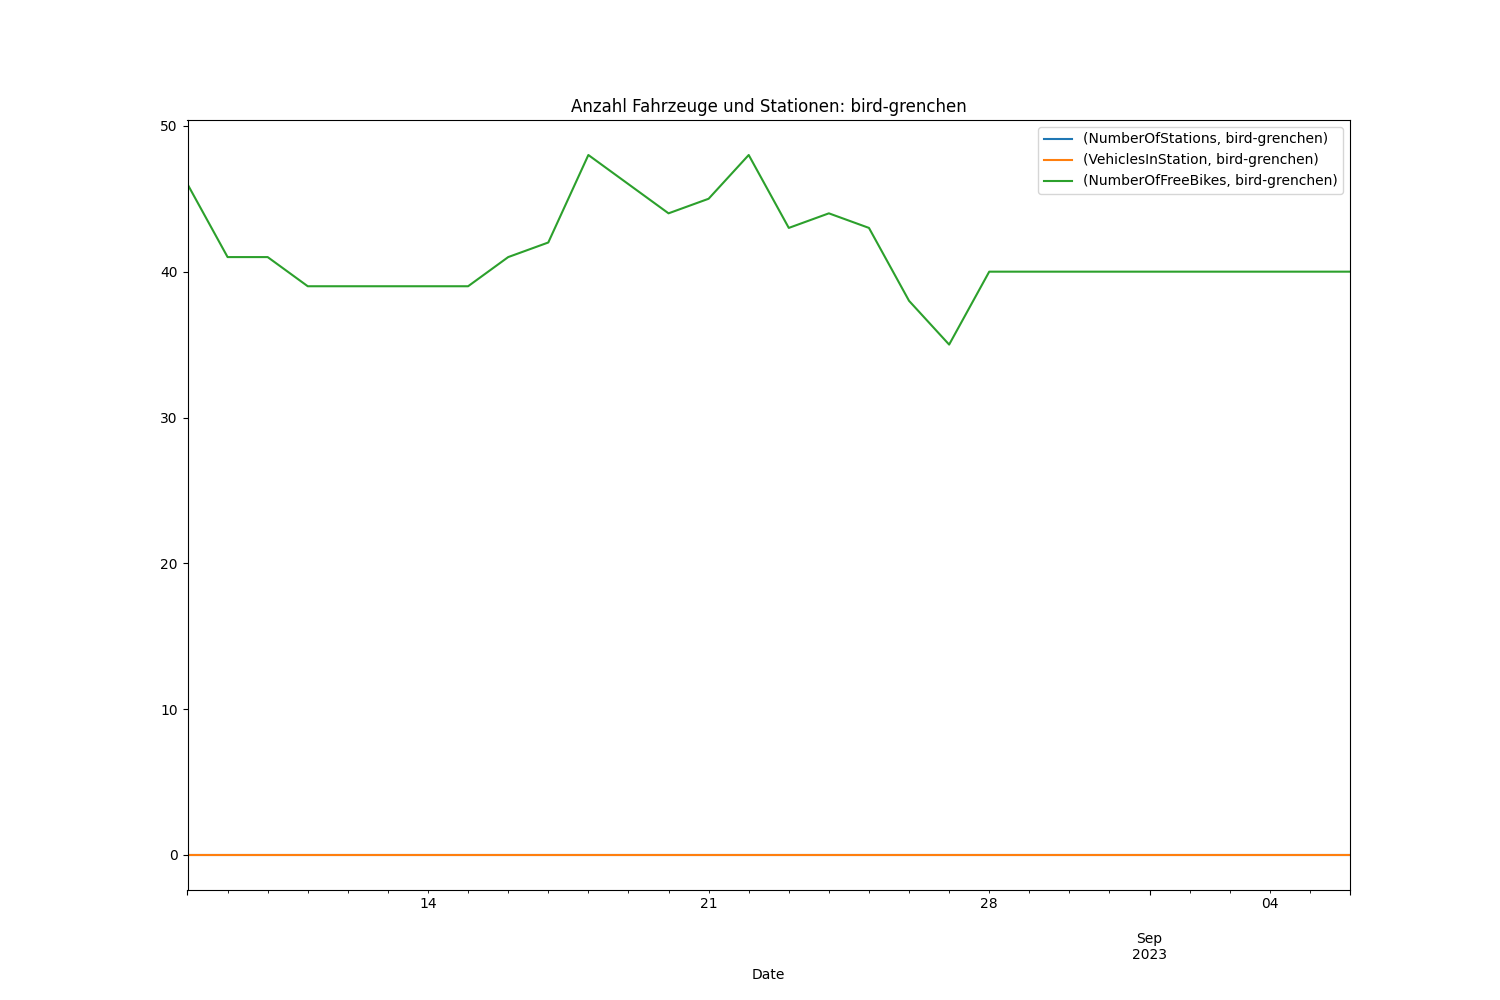 Anzahl Fahrzeuge und Stationen: bird-grenchen
50
40
30
20
10
0
(NumberOfStations, bird-grenchen)
(VehiclesInStation, bird-grenchen)
(NumberOfFreeBikes, bird-grenchen)
14 21 28 04
Sep
2023
Date